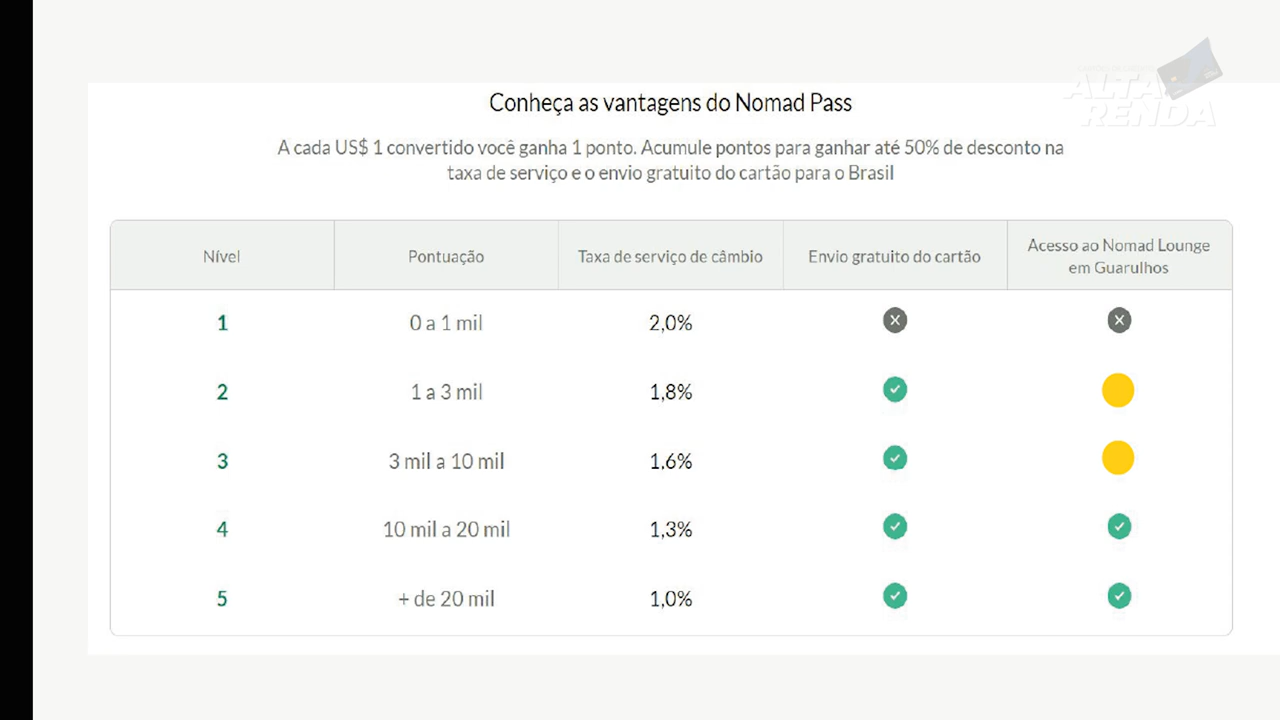 ALTA
RENDA
Conheça as vantagens do Nomad Pass
A cada US$ 1 convertido você ganha 1 ponto. Acumule pontos para ganhar até 50% de desconto na
taxa de serviço e o envio gratuito do cartão para o Brasil
Nível Pontuação Taxa de serviço de câmbio Envio gratuito do cartão Acesso ao Nomad Lounge
em Guarulhos
1 0 a 1 mil 2,0%
2 1 a 3 mil 1,8%
3 3 mil a 10 mil 1,6%
4 10 mil a 20 mil 1,3%
5 + de 20 mil 1,0%